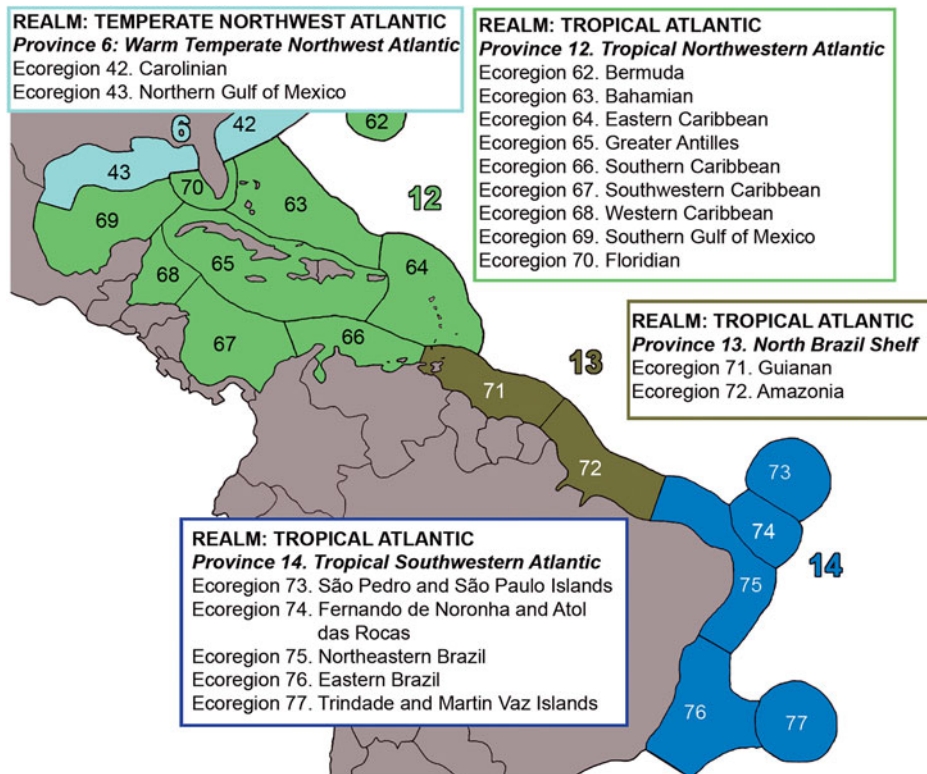 REALM: TEMPERATE NORTHWEST ATLANTIC
Province 6: Warm Temperate Northwest Atlantic
Ecoregion 42. Carolinian
Ecoregion 43. Northern Gulf of Mexico
REALM: TROPICAL ATLANTIC
Province 12. Tropical Northwestern Atlantic
Ecoregion 62. Bermuda
Ecoregion 63. Bahamian
Ecoregion 64. Eastern Caribbean
Ecoregion 65. Greater Antilles
Ecoregion 66. Southern Caribbean
Ecoregion 67. Southwestern Caribbean
Ecoregion 68. Western Caribbean
Ecoregion 69. Southern Gulf of Mexico
Ecoregion 70. Floridian
6
42
62
43
70
12
63
69
65
64
68
67
66
REALM: TROPICAL ATLANTIC
Province 13. North Brazil Shelf
Ecoregion 71. Guianan
Ecoregion 72. Amazonia
13
71
72
73
74
14
75
REALM: TROPICAL ATLANTIC
Province 14. Tropical Southwestern Atlantic
Ecoregion 73. São Pedro and São Paulo Islands
Ecoregion 74. Fernando de Noronha and Atol
das Rocas
Ecoregion 75. Northeastern Brazil
Ecoregion 76. Eastern Brazil
Ecoregion 77. Trindade and Martin Vaz Islands
76
77